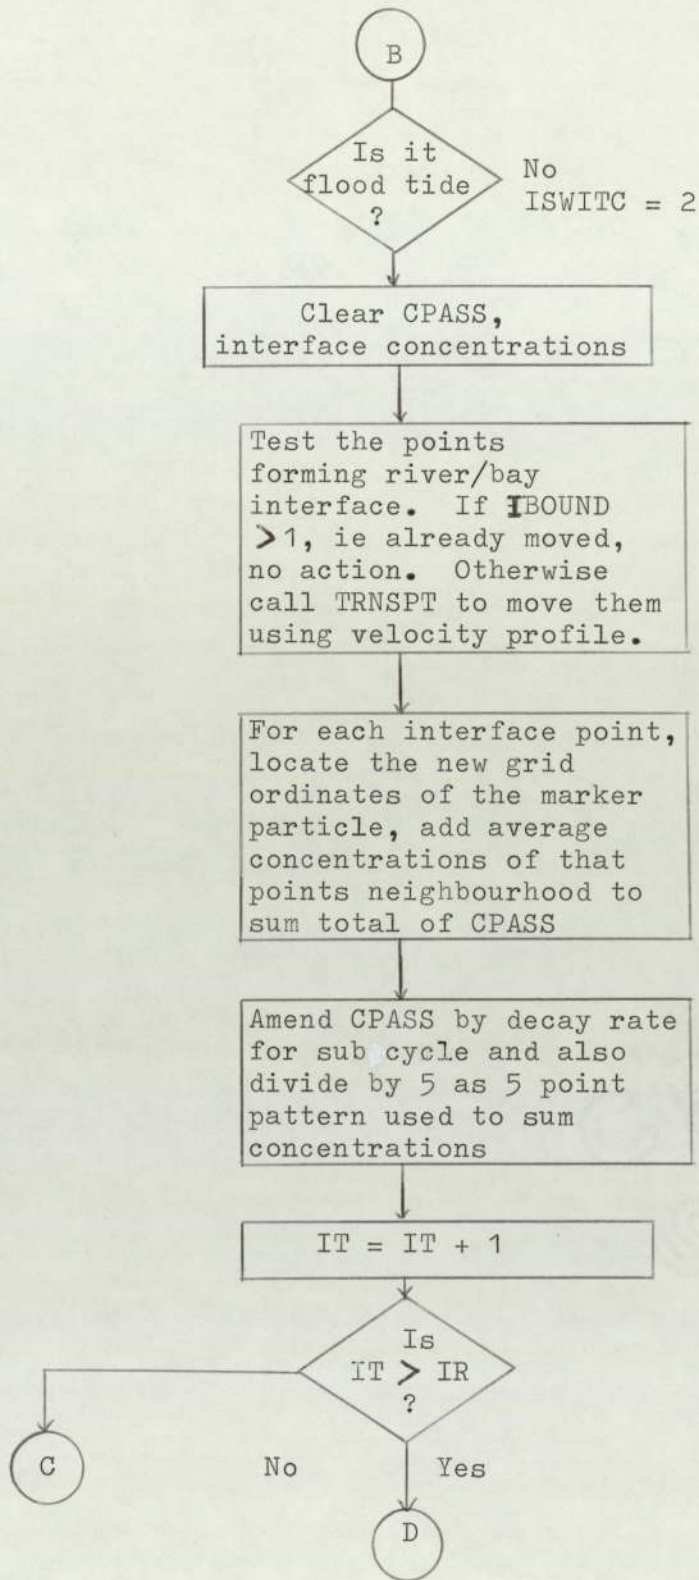 B
Is it
flood tide
?
No
ISWITC = 2
Clear CPASS,
interface concentrations
Test the points
forming river/bay
interface. If IBOUND
>1, ie already moved,
no action. Otherwise
call TRNSPT to move them
using velocity profile.
For each interface point,
locate the new grid
ordinates of the marker
particle, add average
concentrations of that
points neighbourhood to
sum total of CPASS
Amend CPASS by decay rate
for sub cycle and also
divide by 5 as 5 point
pattern used to sum
concentrations
IT = IT + 1
Is
IT > IR
?
C
No
Yes
D